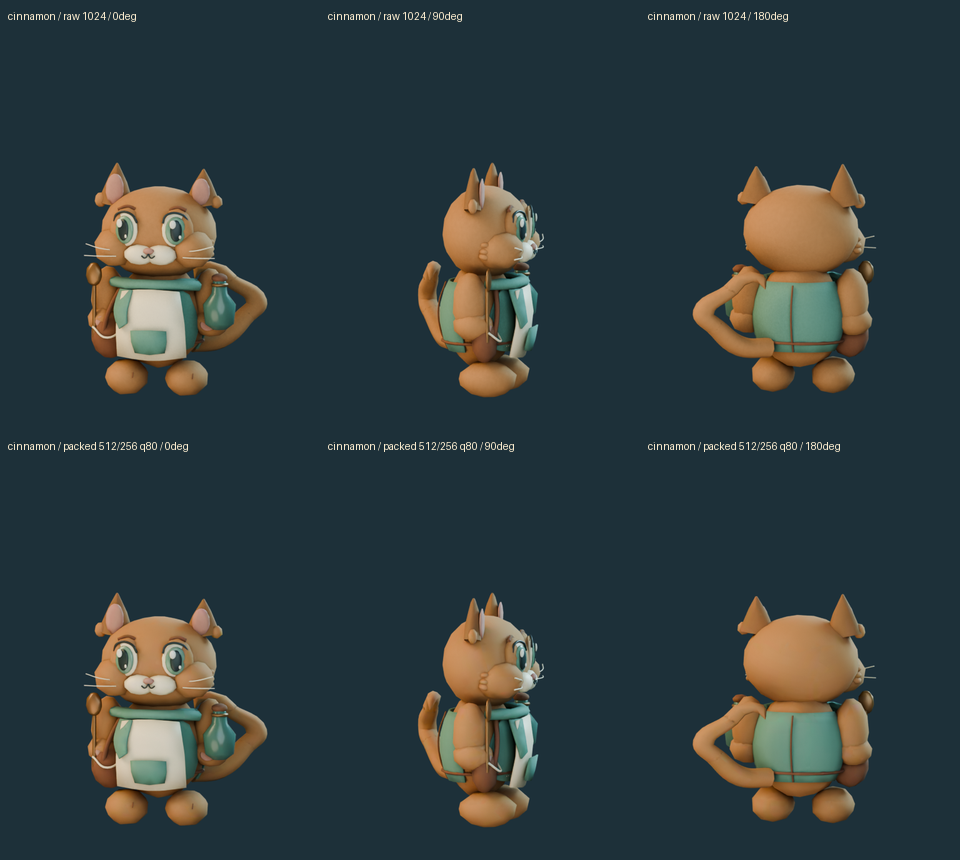 cinnamon / raw 1024 / 0deg
cinnamon / raw 1024 / 90deg
cinnamon / raw 1024 / 180deg
cinnamon / packed 512/256 q80 / 0deg
cinnamon / packed 512/256 q80 / 90deg
cinnamon / packed 512/256 q80 / 180deg